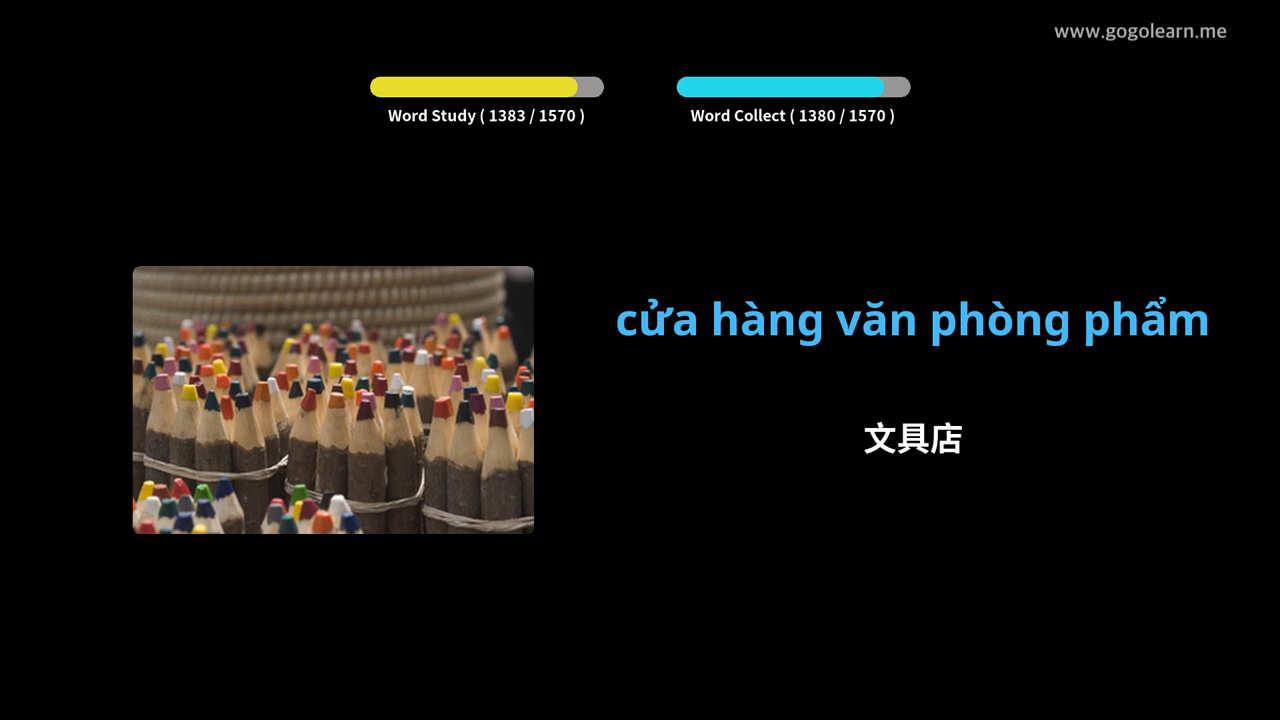 www.gogolearn.me
Word Study ( 1383 / 1570 )
Word Collect ( 1380 / 1570 )
cửa hàng văn phòng phẩm
文具店